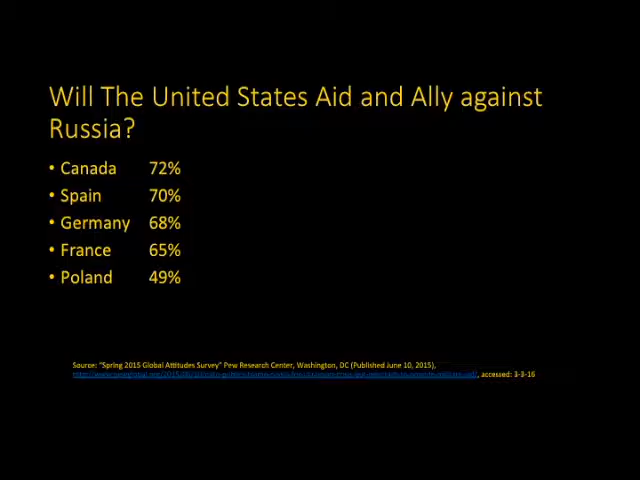 Will The United States Aid and Ally against
Russia?
• Canada 72%
• Spain 70%
• Germany 68%
• France 65%
• Poland 49%
Source: "Spring 2015 Global Attitudes Survey" Pew Research Center, Washington, DC (Published June 10, 2015),
, accessed: 3-3-16